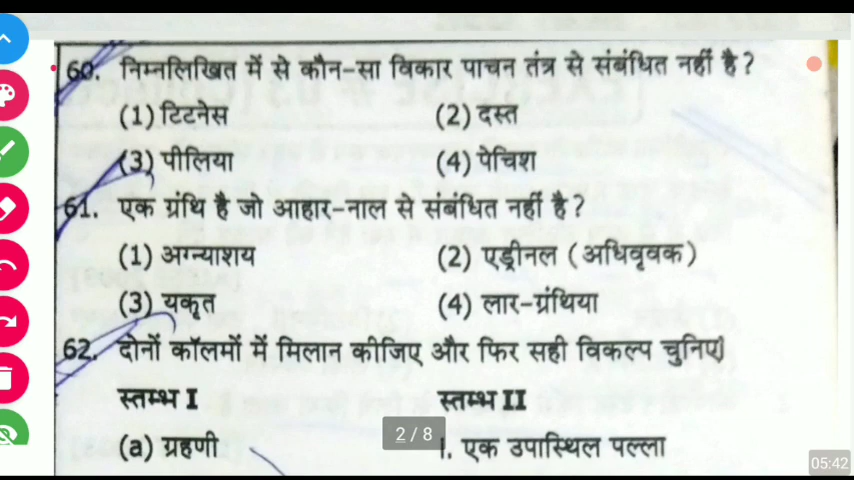 60. निम्नलिखित में से कौन-सा विकार पाचन तंत्र से संबंधित नहीं है?
(1) टिटनेस (2) दस्त
(3) पीलिया (4) पेचिश
61. एक ग्रंथि है जो आहार-नाल से संबंधित नहीं है?
(1) अग्न्याशय (2) एड्रीनल (अधिवृवक)
(3) यकृत (4) लार-ग्रंथिया
62. दोनों कॉलमों में मिलान कीजिए और फिर सही विकल्प चुनिए|
स्तम्भ I स्तम्भ II
(a) ग्रहणी i. एक उपास्थिल पल्ला
2 / 8
05:42